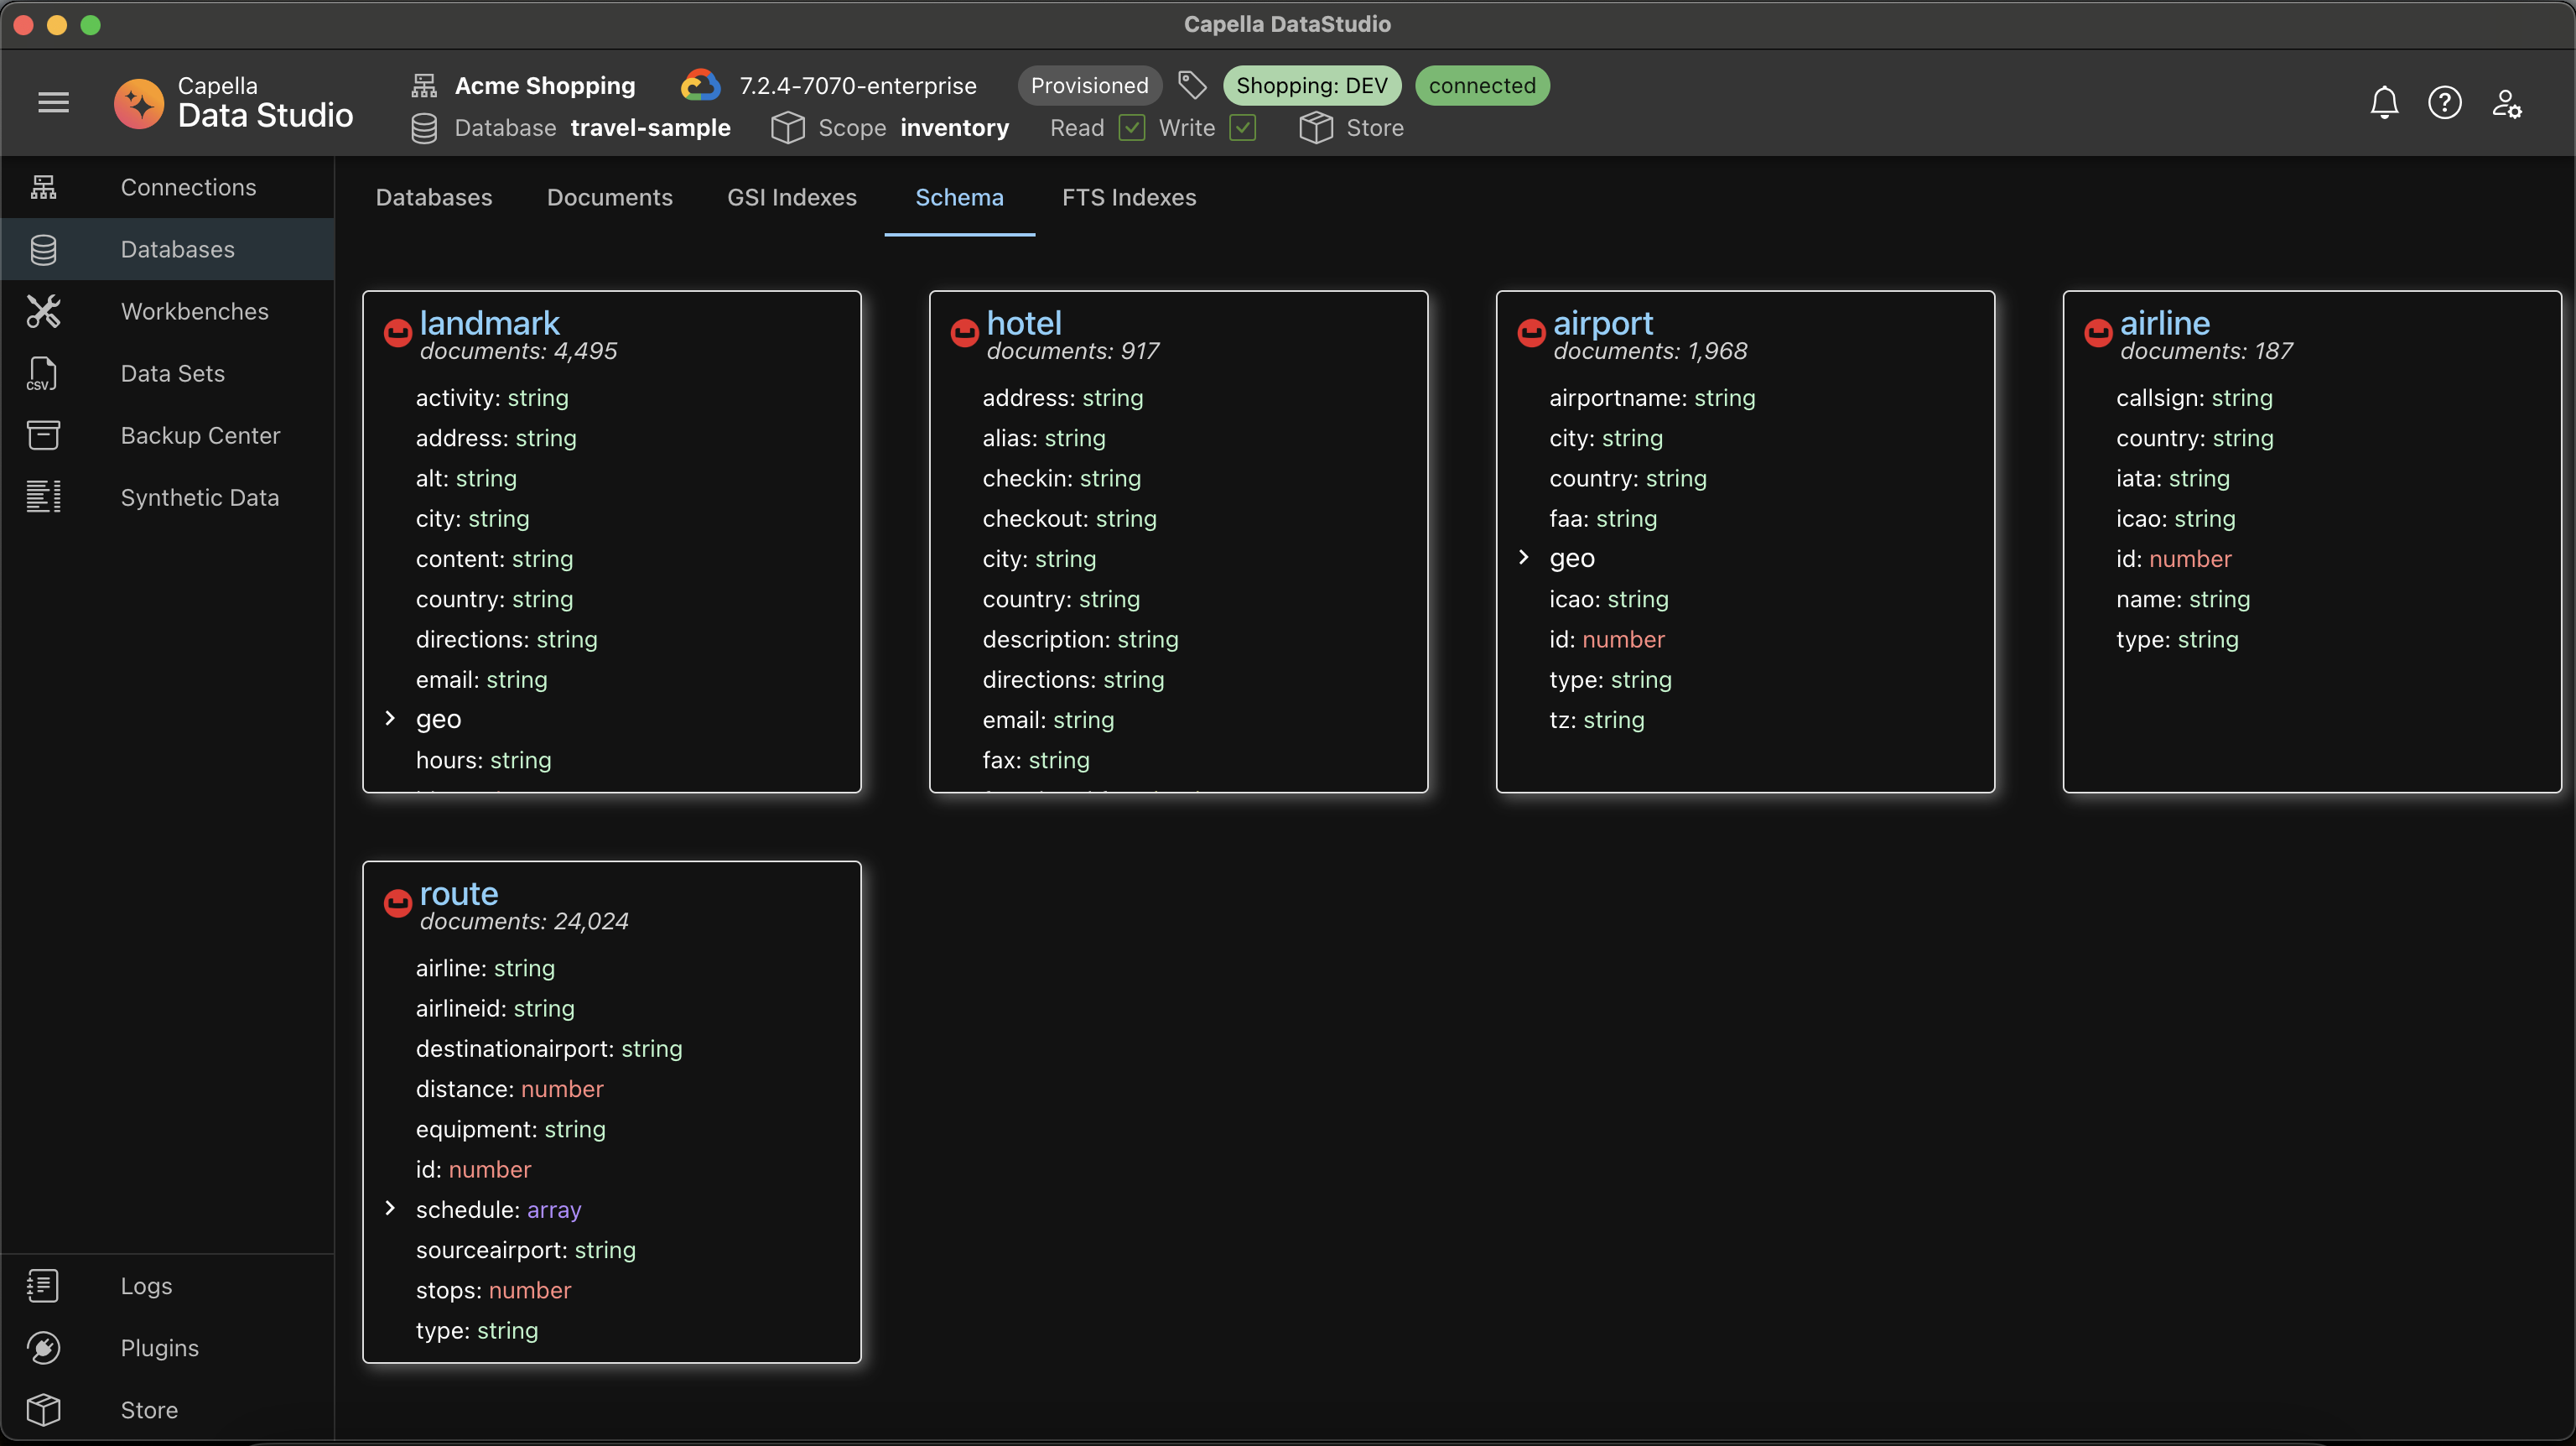 Capella DataStudio
Capella
Data Studio
Acme Shopping
7.2.4-7070-enterprise
Provisioned
Shopping: DEV
connected
Database travel-sample
Scope inventory
Read
Write
Store
Connections
Databases
Workbenches
CSV
Data Sets
Backup Center
Synthetic Data
Logs
Plugins
Store
Databases
Documents
GSI Indexes
Schema
FTS Indexes
landmark
documents: 4,495
activity: string
address: string
alt: string
city: string
content: string
country: string
directions: string
email: string
geo
hours: string
hotel
documents: 917
address: string
alias: string
checkin: string
checkout: string
city: string
country: string
description: string
directions: string
email: string
fax: string
airport
documents: 1,968
airportname: string
city: string
country: string
faa: string
geo
icao: string
id: number
type: string
tz: string
airline
documents: 187
callsign: string
country: string
iata: string
icao: string
id: number
name: string
type: string
route
documents: 24,024
airline: string
airlineid: string
destinationairport: string
distance: number
equipment: string
id: number
schedule: array
sourceairport: string
stops: number
type: string